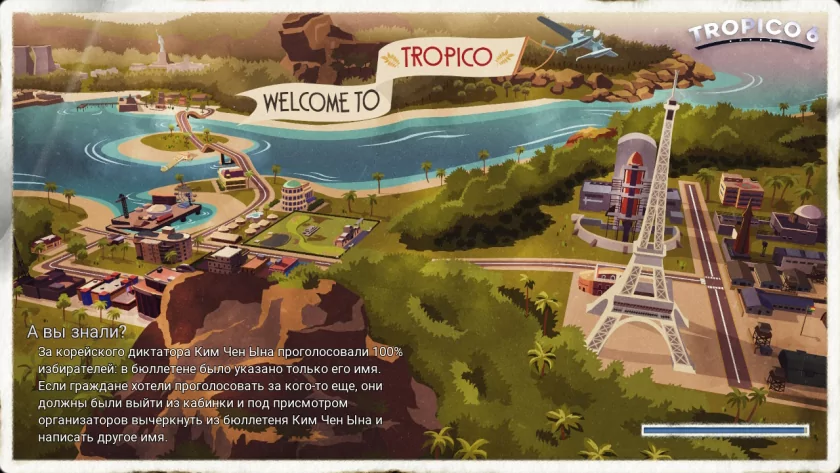 TROPICO 6
TROPICO
WELCOME TO
А вы знали?
За корейского диктатора Ким Чен Ына проголосовали 100%
избирателей: в бюллетене было указано только его имя.
Если граждане хотели проголосовать за кого-то еще, они
должны были выйти из кабинки и под присмотром
организаторов вычеркнуть из бюллетеня Ким Чен Ына и
написать другое имя.